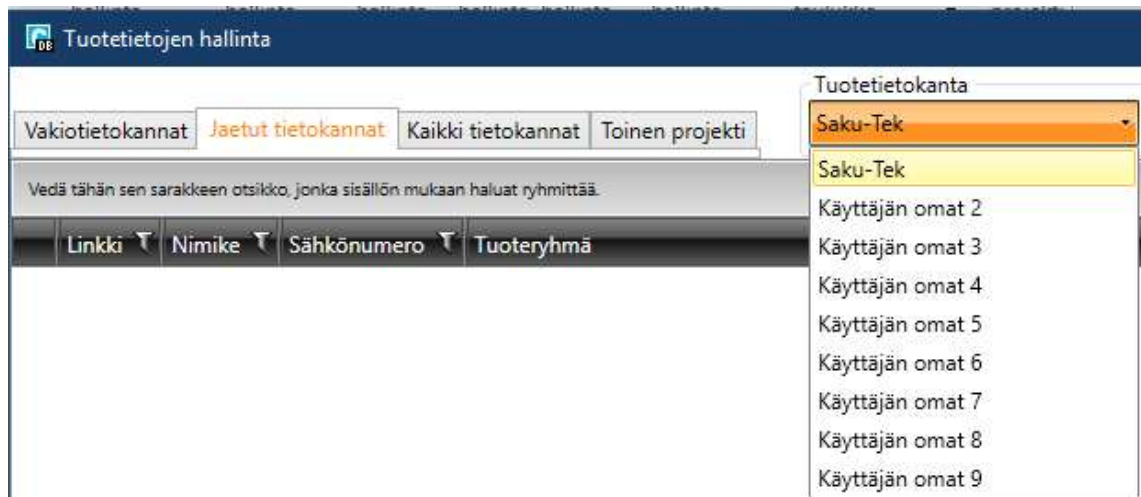 Tuotetietojen hallinta
Tuotetietokanta
Vakiotietokannat Jaetut tietokannat Kaikki tietokannat Toinen projekti Saku-Tek
Vedä tähän sen sarakkeen otsikko, jonka sisällön mukaan haluat ryhmittää.
Linkki Nimike Sähkönumero Tuoteryhmä
Saku-Tek
Käyttäjän omat 2
Käyttäjän omat 3
Käyttäjän omat 4
Käyttäjän omat 5
Käyttäjän omat 6
Käyttäjän omat 7
Käyttäjän omat 8
Käyttäjän omat 9